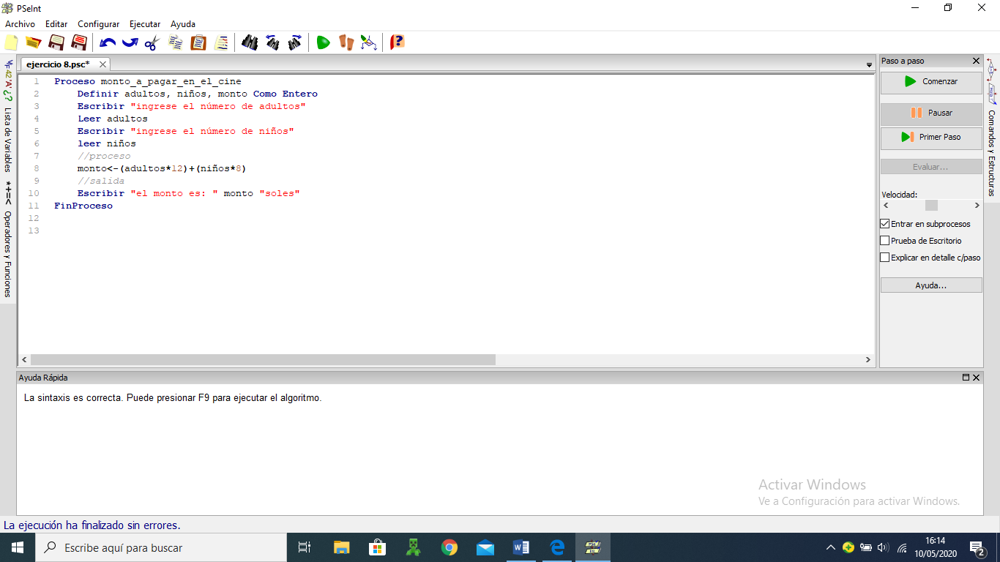 PSeInt
Archivo Editar Configurar Ejecutar Ayuda
ejercicio 8.psc*
1 Proceso monto_a_pagar_en_el_cine
2 Definir adultos, niños, monto Como Entero
3 Escribir "ingrese el número de adultos"
4 Leer adultos
5 Escribir "ingrese el número de niños"
6 leer niños
7 //proceso
8 monto<-(adultos*12)+(niños*8)
9 //salida
10 Escribir "el monto es: " monto "soles"
11 FinProceso
12
13
42 'A' ¿? Lista de Variables
*+=< Operadores y Funciones
Paso a paso
Comenzar
Pausar
Primer Paso
Evaluar...
Velocidad:
Entrar en subprocesos
Prueba de Escritorio
Explicar en detalle c/paso
Ayuda...
Comandos y Estructuras
Ayuda Rápida
La sintaxis es correcta. Puede presionar F9 para ejecutar el algoritmo.
Activar Windows
Ve a Configuración para activar Windows.
La ejecución ha finalizado sin errores.
Escribe aquí para buscar
16:14
10/05/2020
2